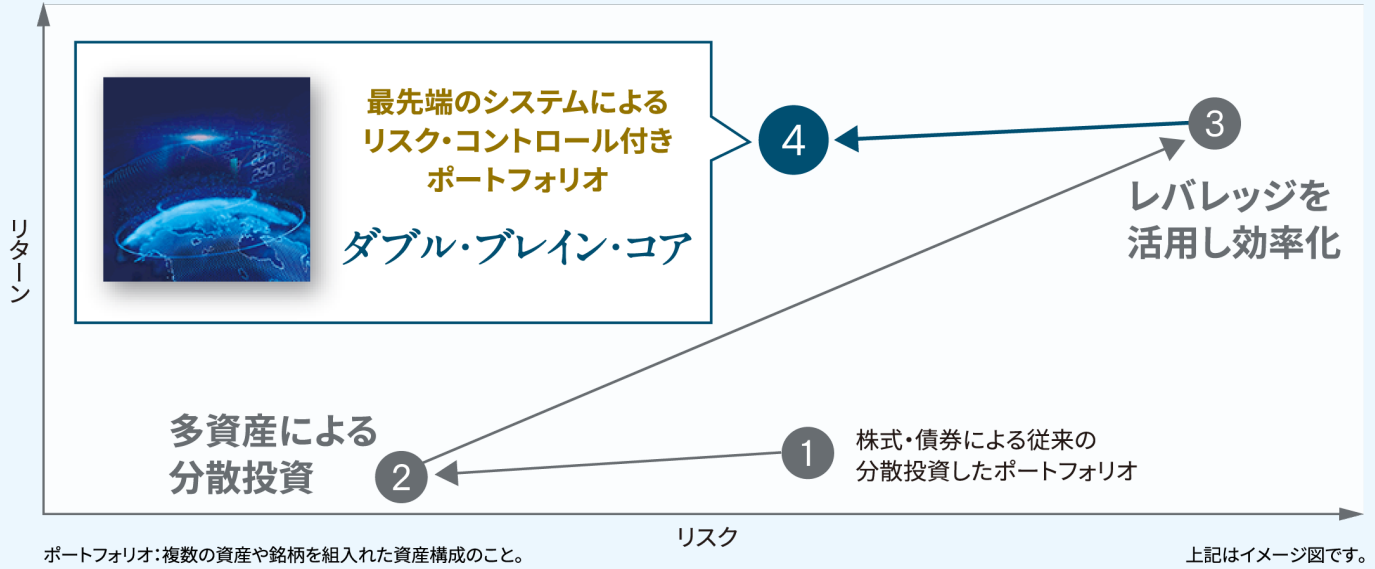 リターン
最先端のシステムによる
リスク・コントロール付き
ポートフォリオ
ダブル・ブレイン・コア
4
3
レバレッジを
活用し効率化
多資産による
分散投資
2
1
株式・債券による従来の
分散投資したポートフォリオ
リスク
ポートフォリオ：複数の資産や銘柄を組入れた資産構成のこと。
上記はイメージ図です。